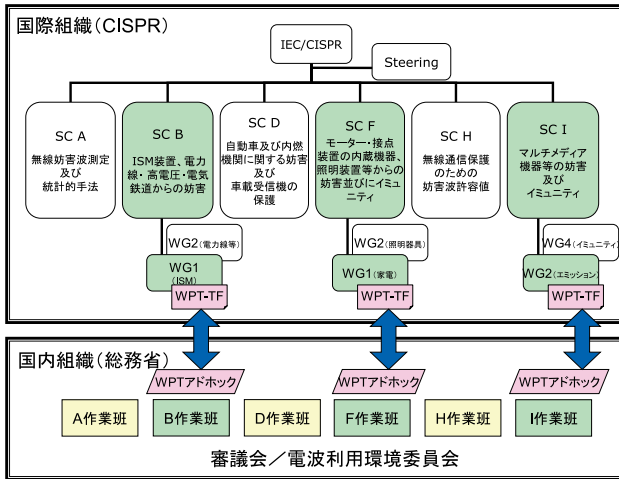 国際組織（CISPR）
IEC/CISPR
Steering
SC A
無線妨害波測定
及び
統計的手法
SC B
ISM装置、電力
線・高電圧・電気
鉄道からの妨害
SC D
自動車及び内燃
機関に関する妨害
及び
車載受信機の
保護
SC F
モーター・接点
装置の内蔵機器、
照明装置等からの
妨害並びにイミュ
ニティ
SC H
無線通信保護
のための
妨害波許容値
SC I
マルチメディア
機器等の妨害
及び
イミュニティ
WG2（電力線等）
WG1
（ISM）
WPT-TF
WG2（照明器具）
WG1（家電）
WPT-TF
WG4（イミュニティ）
WG2（エミッション）
WPT-TF
国内組織（総務省）
WPTアドホック
WPTアドホック
WPTアドホック
A作業班
B作業班
D作業班
F作業班
H作業班
I作業班
審議会／電波利用環境委員会